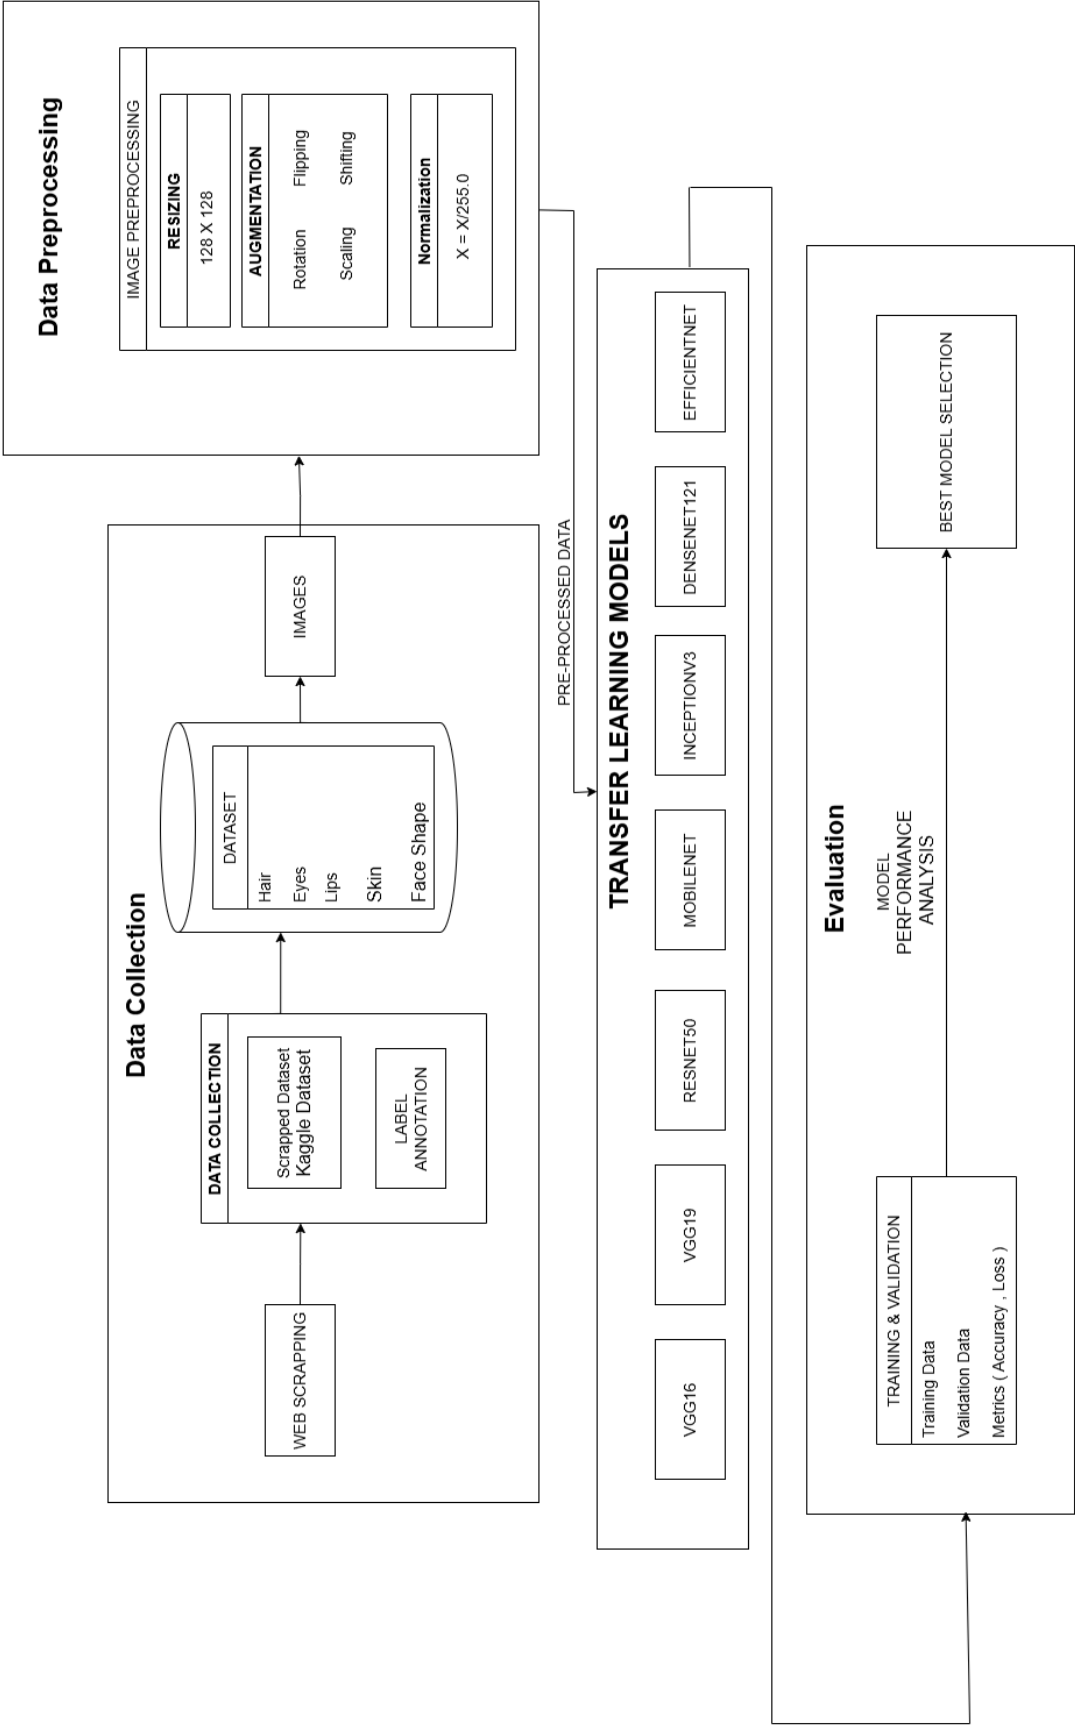 Data Collection
WEB SCRAPPING
DATA COLLECTION
Scrapped Dataset
Kaggle Dataset
LABEL
ANNOTATION
DATASET
Hair
Eyes
Lips
Skin
Face Shape
IMAGES
Data Preprocessing
IMAGE PREPROCESSING
RESIZING
128 X 128
AUGMENTATION
Rotation Flipping
Scaling Shifting
Normalization
X = X/255.0
PRE-PROCESSED DATA
TRANSFER LEARNING MODELS
VGG16
VGG19
RESNET50
MOBILENET
INCEPTIONV3
DENSENET121
EFFICIENTNET
Evaluation
TRAINING & VALIDATION
Training Data
Validation Data
Metrics ( Accuracy , Loss )
MODEL
PERFORMANCE
ANALYSIS
BEST MODEL SELECTION